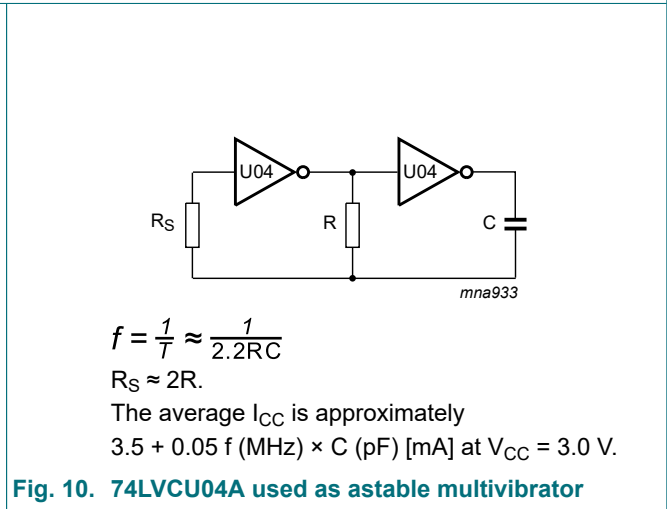 U04
U04
RS
R
C
mna933
f = 1/T ≈ 1/2.2RC
RS ≈ 2R.
The average ICC is approximately
3.5 + 0.05 f (MHz) × C (pF) [mA] at VCC = 3.0 V.
Fig. 10. 74LVCU04A used as astable multivibrator